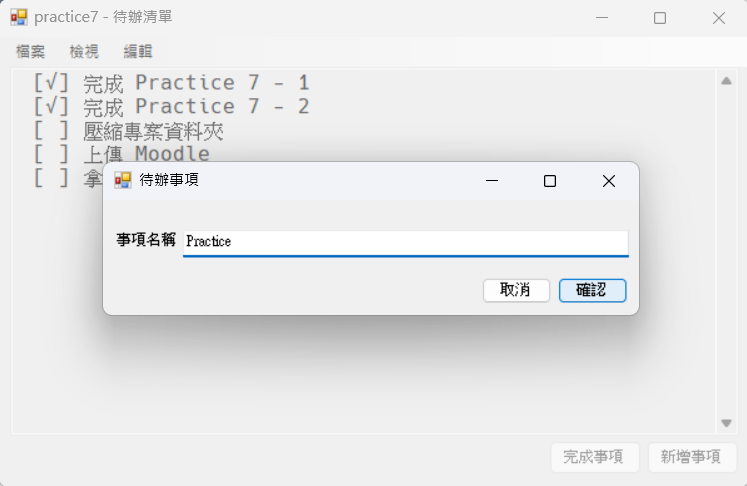 practice7 - 待辦清單
檔案 檢視 編輯
[√] 完成 Practice 7 - 1
[√] 完成 Practice 7 - 2
[ ] 壓縮專案資料夾
[ ] 上傳 Moodle
[ ] 拿
待辦事項
事項名稱 Practice
取消 確認
完成事項 新增事項